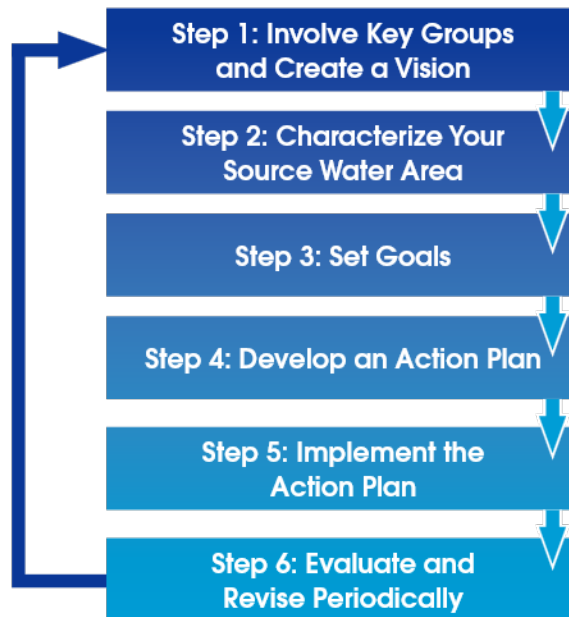 Step 1: Involve Key Groups
and Create a Vision
Step 2: Characterize Your
Source Water Area
Step 3: Set Goals
Step 4: Develop an Action Plan
Step 5: Implement the
Action Plan
Step 6: Evaluate and
Revise Periodically